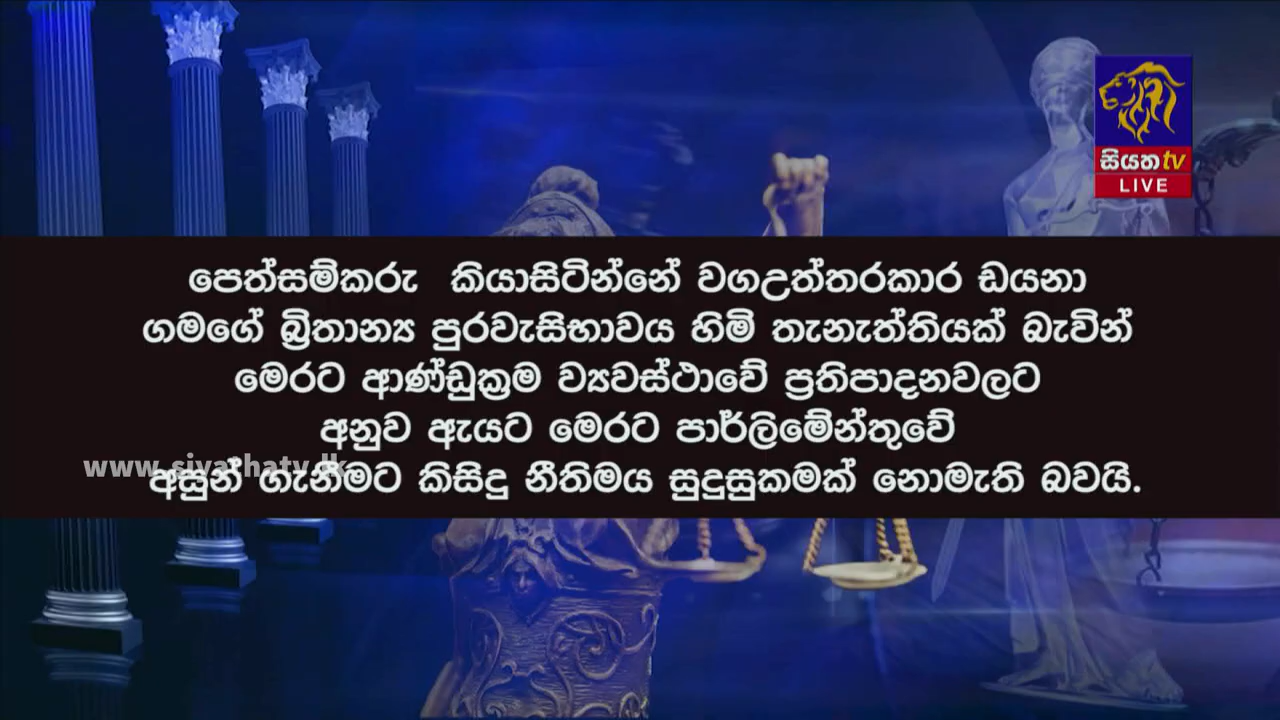 සියත tv
LIVE
පෙත්සම්කරු කියාසිටින්නේ වගඋත්තරකාර ඩයනා
ගමගේ බ්‍රිතාන්‍ය පුරවැසිභාවය හිමි තැනැත්තියක් බැවින්
මෙරට ආණ්ඩුක්‍රම ව්‍යවස්ථාවේ ප්‍රතිපාදනවලට
අනුව ඇයට මෙරට පාර්ලිමේන්තුවේ
www.siyathatv.lk
අසුන් ගැනීමට කිසිදු නීතිමය සුදුසුකමක් නොමැති බවයි.